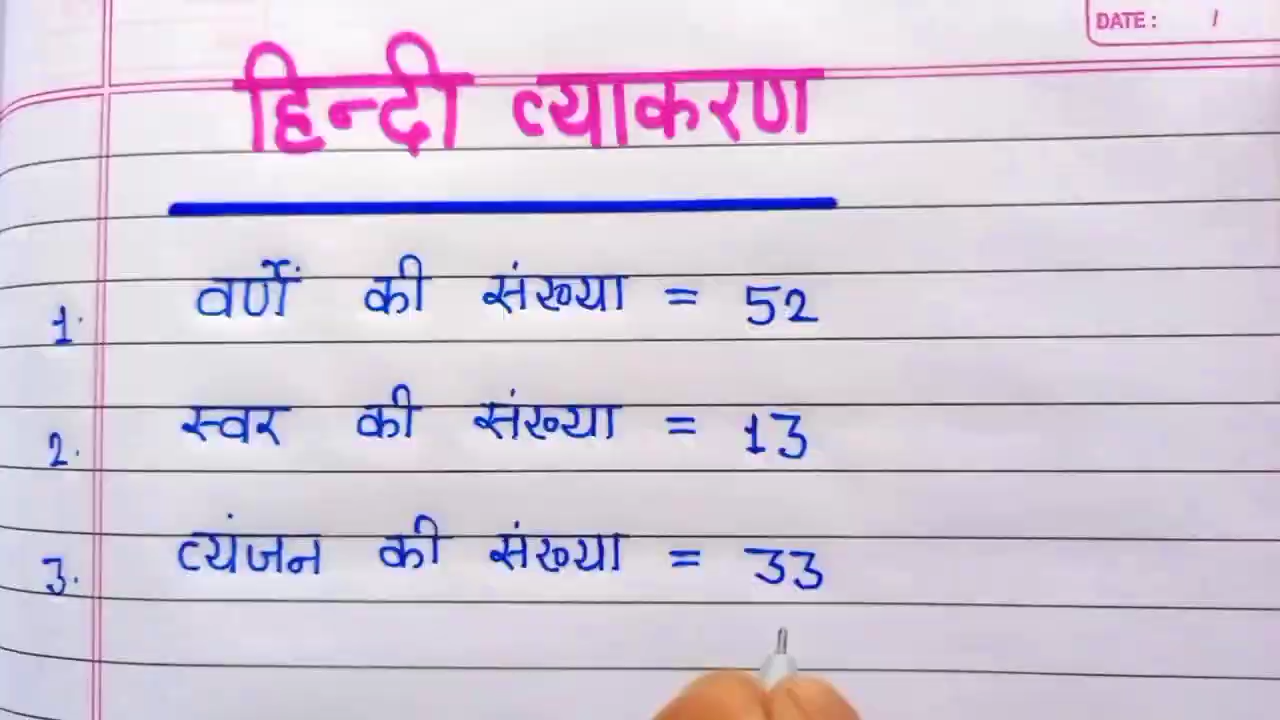 DATE : /
हिन्दी व्याकरण
1. वर्णों की संख्या = 52
2. स्वर की संख्या = 13
3. व्यंजन की संख्या = 33